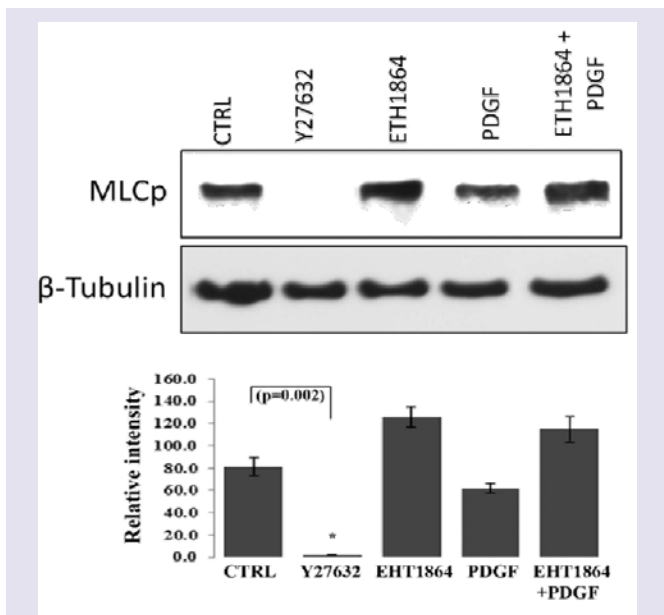 CTRL
Y27632
ETH1864
PDGF
ETH1864 +
PDGF
MLCp
β-Tubulin
Relative intensity
160.0
140.0
120.0
100.0
80.0
60.0
40.0
20.0
0.0
(p=0.002)
*
CTRL Y27632 EHT1864 PDGF EHT1864
+PDGF